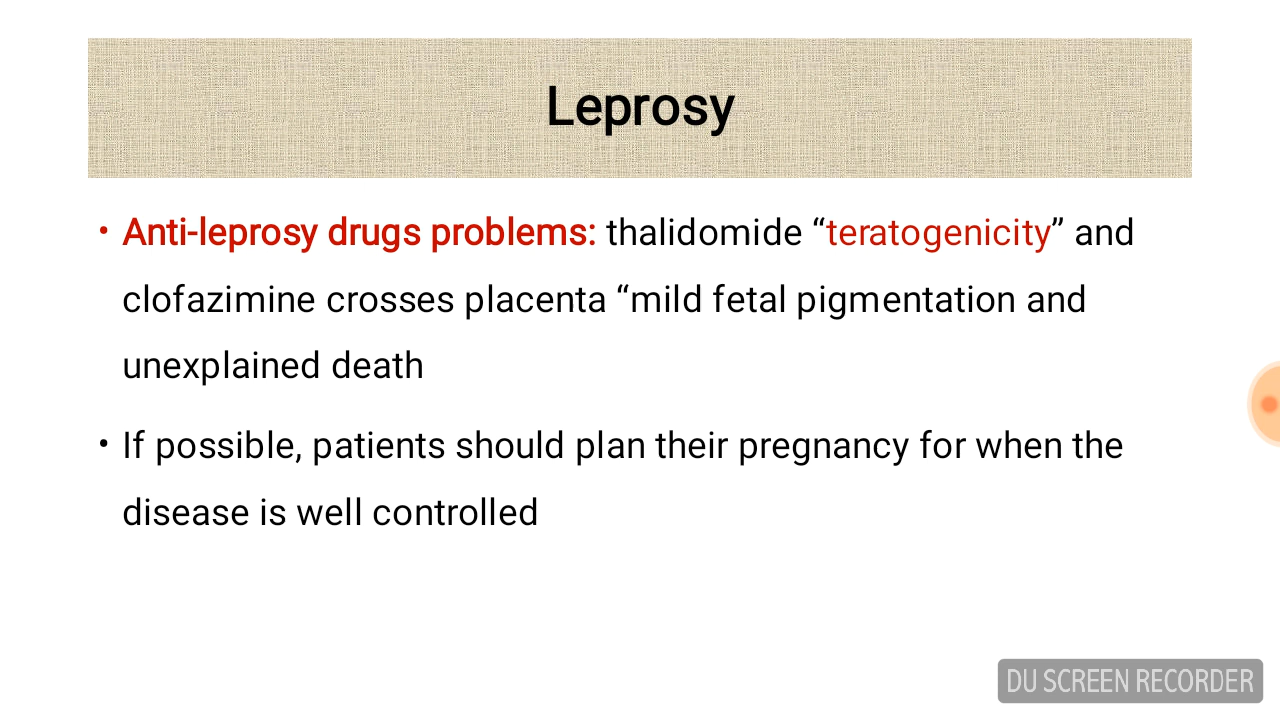 Leprosy
• Anti-leprosy drugs problems: thalidomide “teratogenicity” and
clofazimine crosses placenta “mild fetal pigmentation and
unexplained death
• If possible, patients should plan their pregnancy for when the
disease is well controlled
DU SCREEN RECORDER